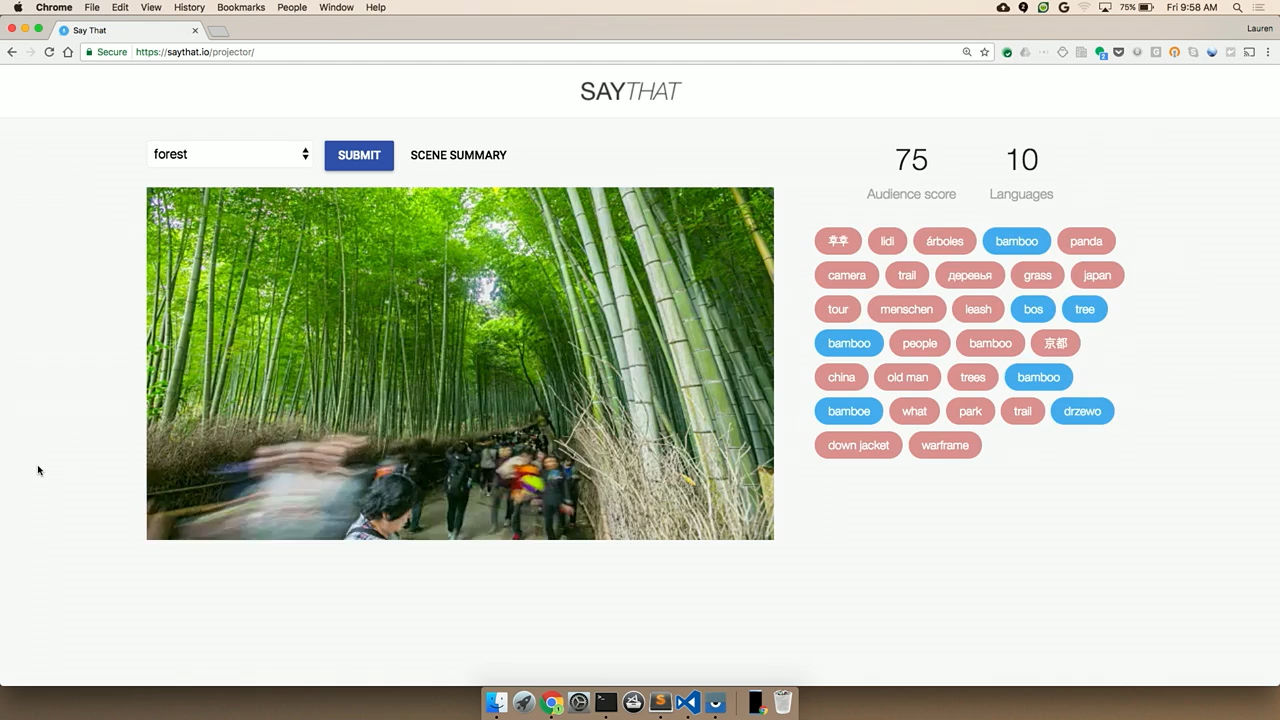 Chrome File Edit View History Bookmarks People Window Help 75% Fri 9:58 AM
Say That Lauren
Secure https://saythat.io/projector/
SAYTHAT
forest SUBMIT SCENE SUMMARY
75 10
Audience score Languages
lidl árboles bamboo panda
camera trail деревья grass japan
tour menschen leash bos tree
bamboo people bamboo 京都
china old man trees bamboo
bamboe what park trail drzewo
down jacket warframe